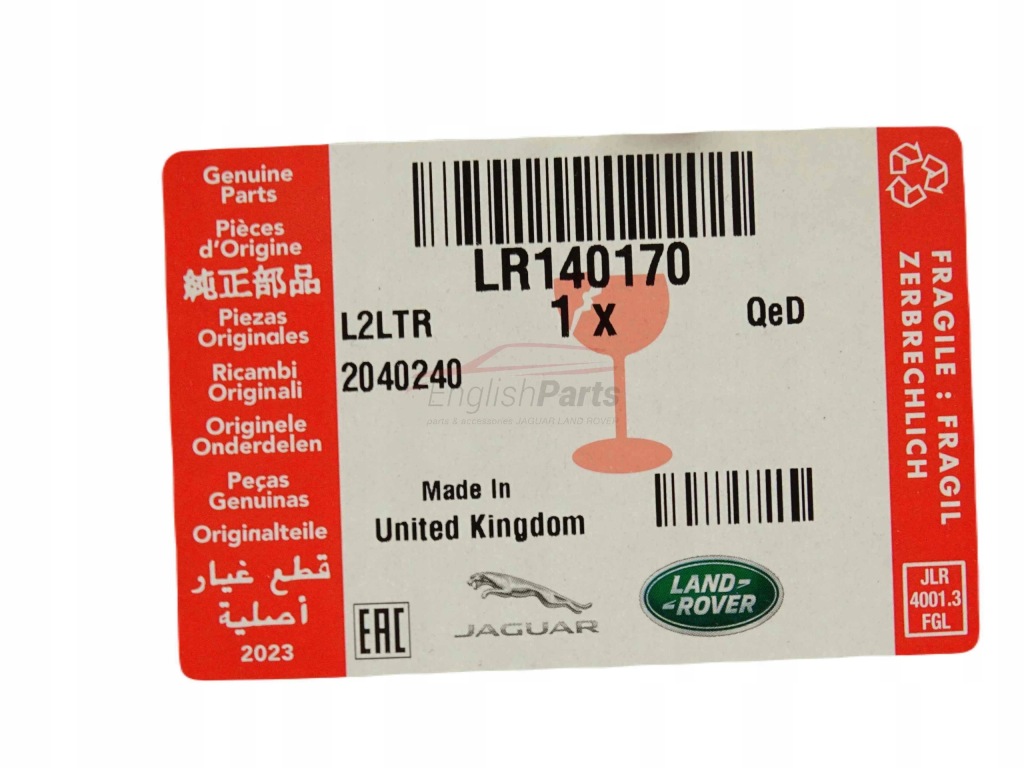 Genuine
Parts
Pièces
d'Origine
純正部品
Piezas
Originales
Ricambi
Originali
Originele
Onderdelen
Peças
Genuinas
Originalteile
قطع غيار
أصلية
2023
LR140170
L2LTR
1 x
QeD
2040240
EnglishParts
parts & accessories JAGUAR LAND ROVER
Made In
United Kingdom
EAC
JAGUAR
LAND-
-ROVER
FRAGILE : FRAGIL
ZERBRECHLICH
JLR
4001.3
FGL